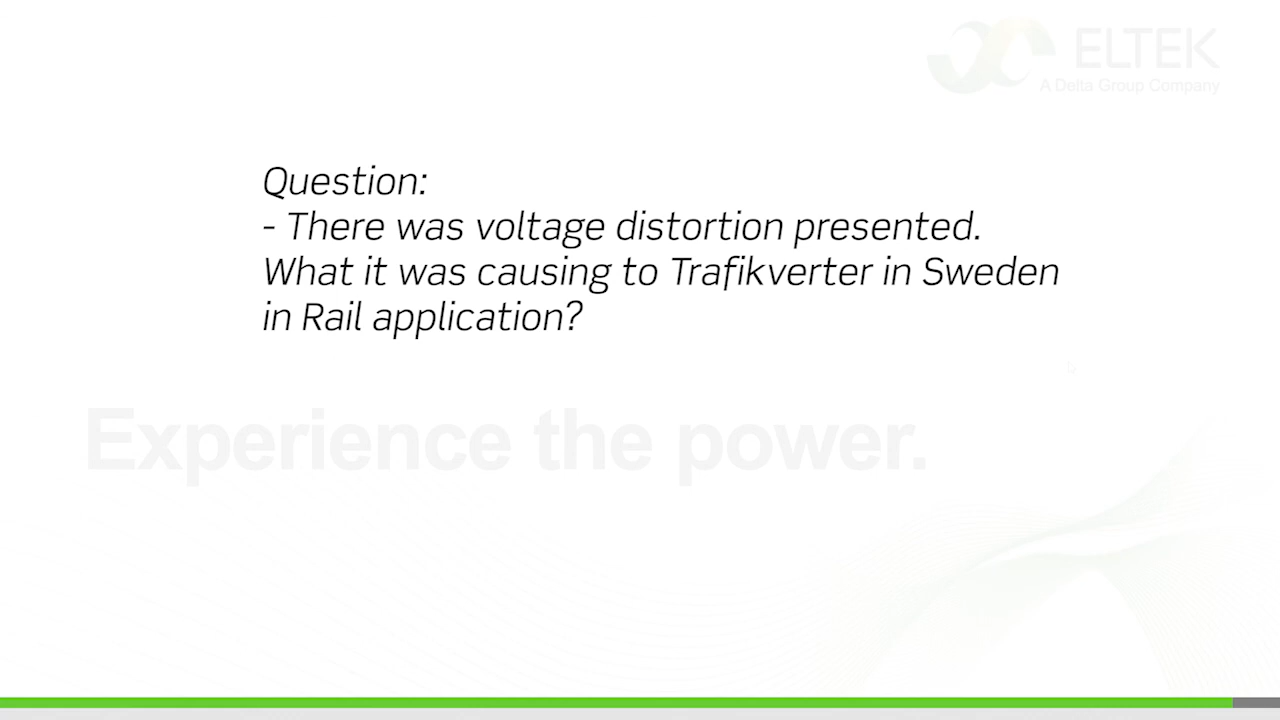 ELTEK
A Delta Group Company
Question:
- There was voltage distortion presented.
What it was causing to Trafikverter in Sweden
in Rail application?
Experience the power.